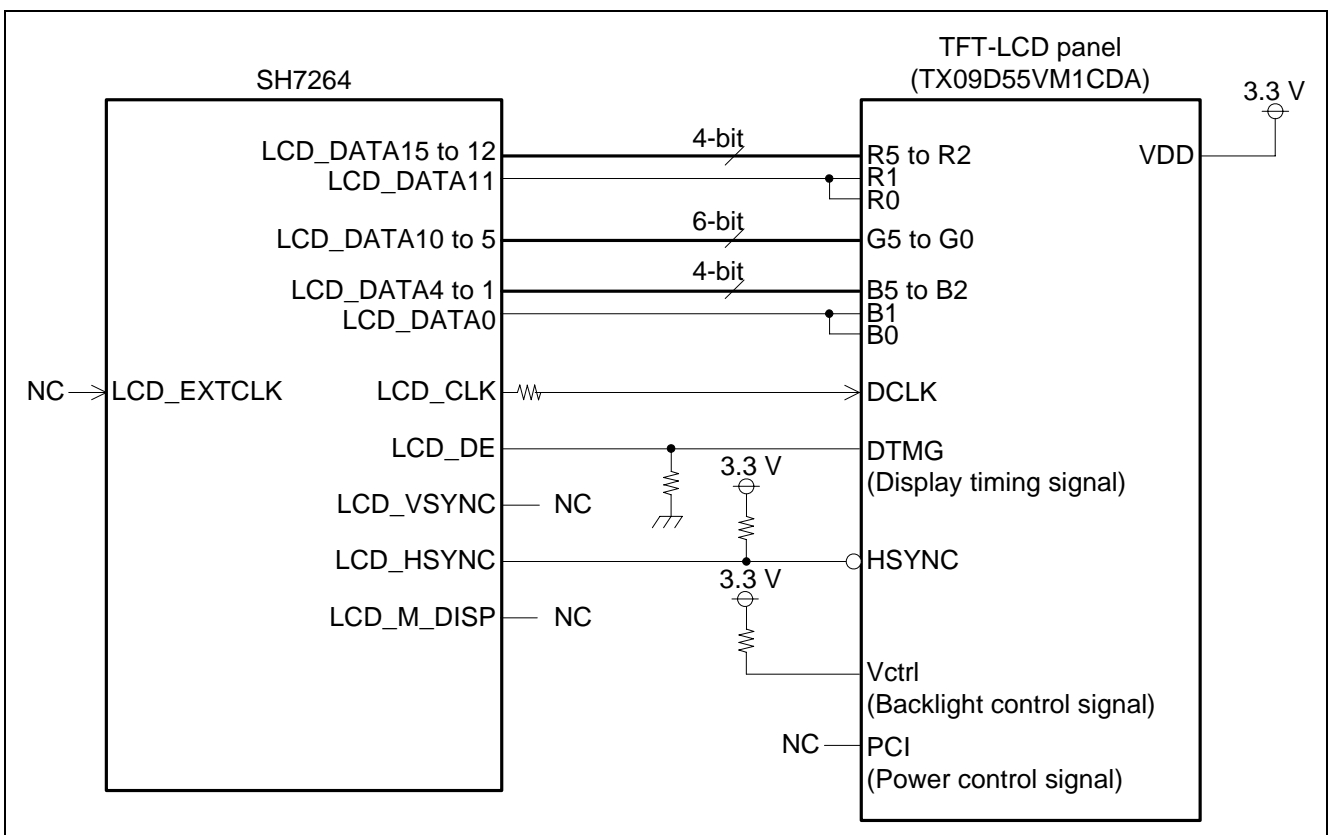 TFT-LCD panel
(TX09D55VM1CDA)
SH7264
3.3 V
LCD_DATA15 to 12
4-bit
R5 to R2
VDD
LCD_DATA11
R1
R0
LCD_DATA10 to 5
6-bit
G5 to G0
LCD_DATA4 to 1
4-bit
B5 to B2
LCD_DATA0
B1
B0
NC
LCD_EXTCLK
LCD_CLK
DCLK
LCD_DE
DTMG
(Display timing signal)
3.3 V
LCD_VSYNC
NC
LCD_HSYNC
HSYNC
3.3 V
LCD_M_DISP
NC
Vctrl
(Backlight control signal)
NC
PCI
(Power control signal)